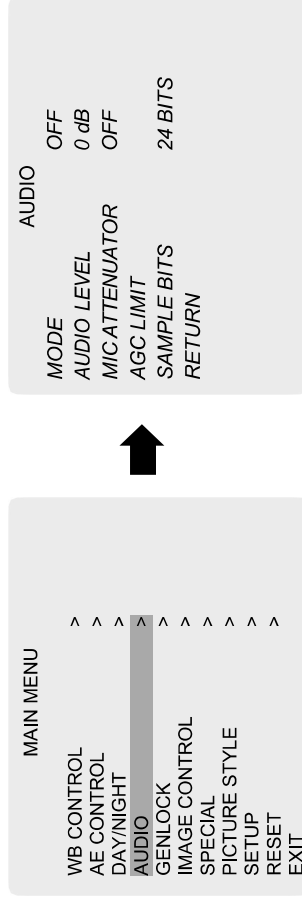 MAIN MENU
WB CONTROL >
AE CONTROL >
DAY/NIGHT >
AUDIO >
GENLOCK >
IMAGE CONTROL >
SPECIAL >
PICTURE STYLE >
SETUP >
RESET >
EXIT
AUDIO
MODE OFF
AUDIO LEVEL 0 dB
MIC ATTENUATOR OFF
AGC LIMIT
SAMPLE BITS 24 BITS
RETURN